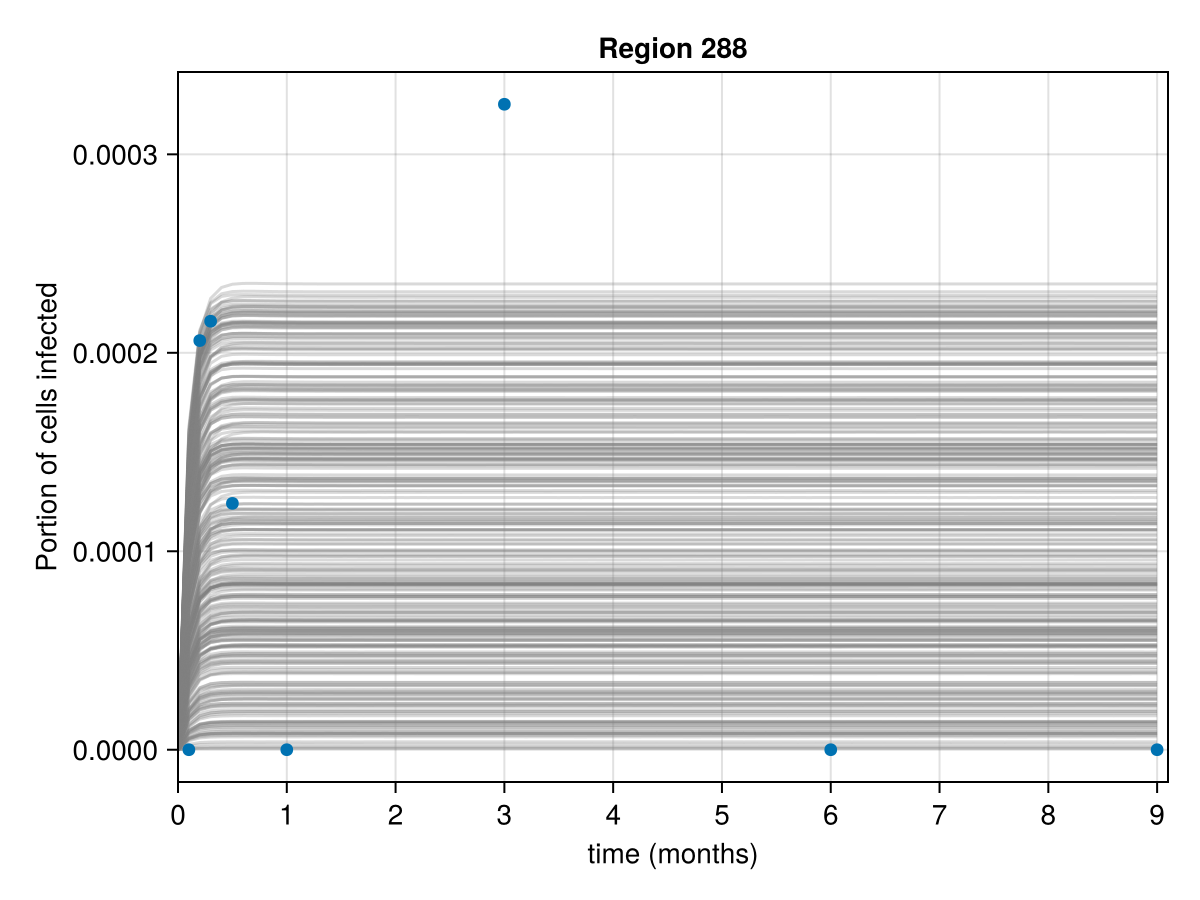 Region 288
Portion of cells infected
0.0003
0.0002
0.0001
0.0000
0 1 2 3 4 5 6 7 8 9
time (months)